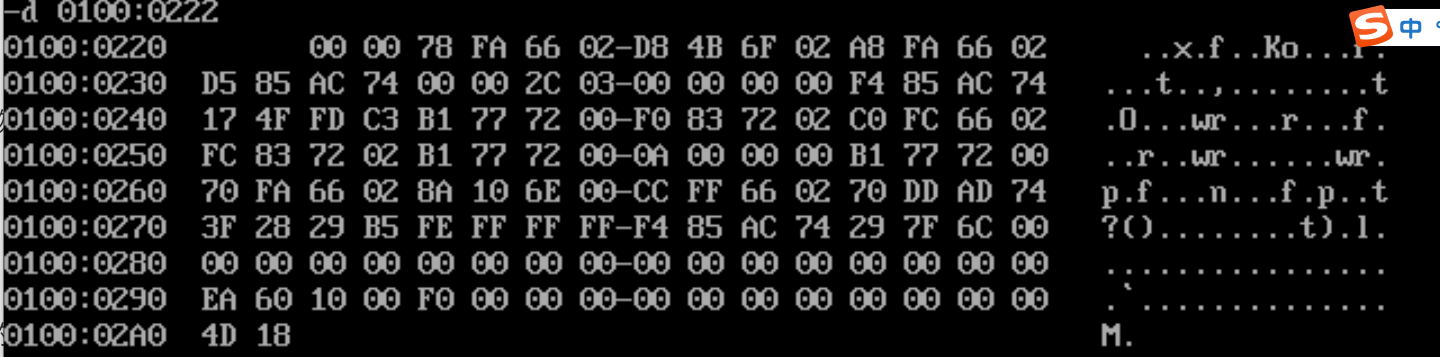 -d 0100:0222
0100:0220        00 00 78 FA 66 02-D8 4B 6F 02 A8 FA 66 02     ..x.f..Ko...f.
0100:0230  D5 85 AC 74 00 00 2C 03-00 00 00 00 F4 85 AC 74   ...t..,........t
0100:0240  17 4F FD C3 B1 77 72 00-F0 83 72 02 C0 FC 66 02   .O...wr...r...f.
0100:0250  FC 83 72 02 B1 77 72 00-0A 00 00 00 B1 77 72 00   ..r..wr......wr.
0100:0260  70 FA 66 02 8A 10 6E 00-CC FF 66 02 70 DD AD 74   p.f...n...f.p..t
0100:0270  3F 28 29 B5 FE FF FF FF-F4 85 AC 74 29 7F 6C 00   ?()........t).l.
0100:0280  00 00 00 00 00 00 00 00-00 00 00 00 00 00 00 00   ................
0100:0290  EA 60 10 00 F0 00 00 00-00 00 00 00 00 00 00 00   .`..............
0100:02A0  4D 18                                             M.
S 中